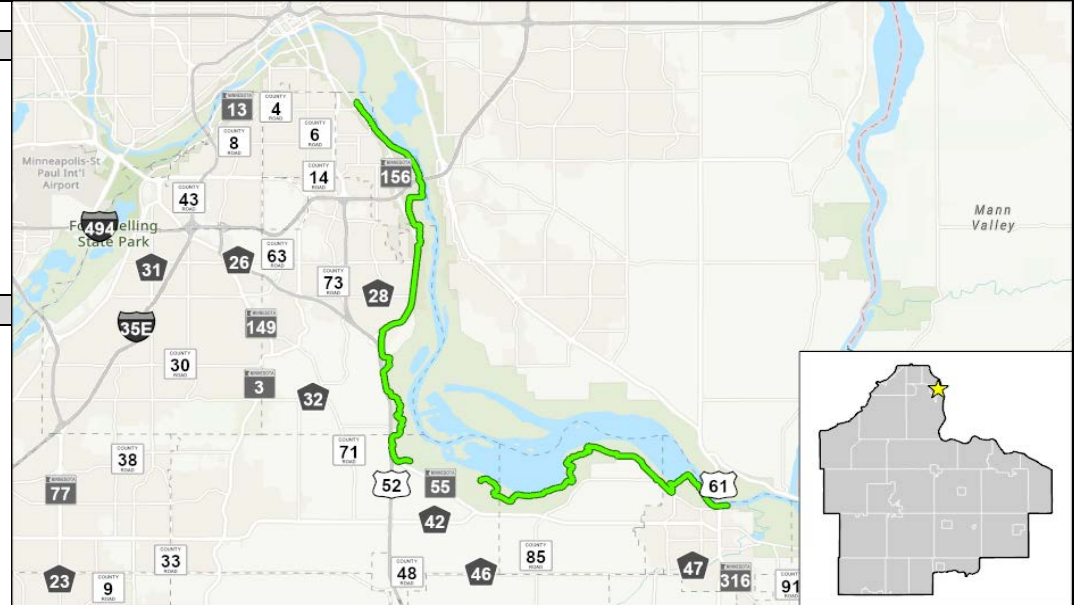 MINNESOTA
13
COUNTY
4
ROAD
COUNTY
8
ROAD
COUNTY
6
ROAD
Minneapolis-St
Paul Int'l
Airport
MINNESOTA
156
COUNTY
14
ROAD
COUNTY
43
ROAD
Mann
Valley
494
Fo elling
State Park
31
26
COUNTY
63
ROAD
COUNTY
73
ROAD
28
35E
MINNESOTA
149
COUNTY
30
ROAD
MINNESOTA
3
32
COUNTY
71
ROAD
COUNTY
38
ROAD
52
MINNESOTA
55
61
MINNESOTA
77
42
COUNTY
33
ROAD
COUNTY
85
ROAD
23
COUNTY
9
ROAD
COUNTY
48
ROAD
46
47
MINNESOTA
316
COUNTY
91
ROAD